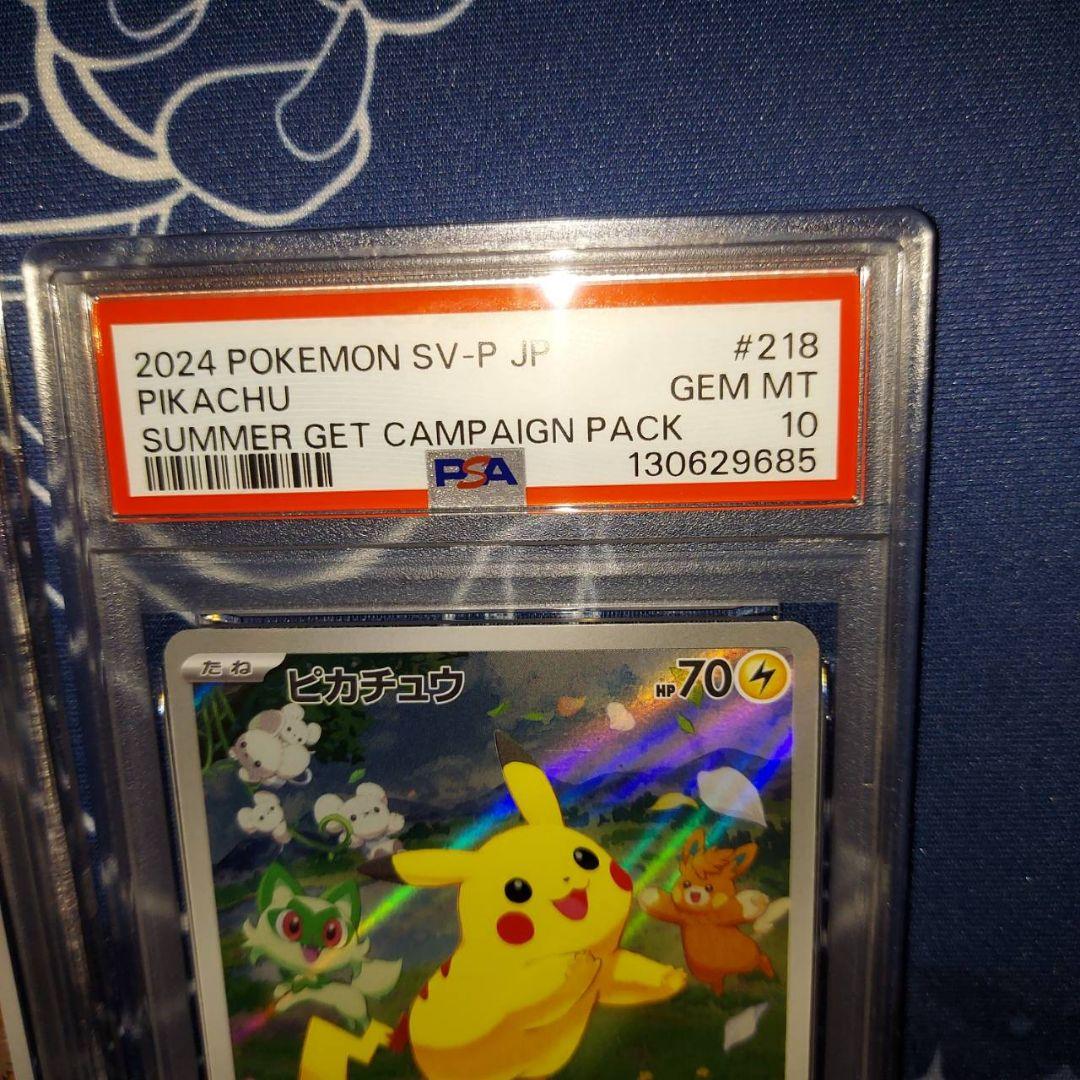 2024 POKEMON SV-P JP #218
PIKACHU GEM MT
SUMMER GET CAMPAIGN PACK 10
PSA 130629685
たね ピカチュウ HP70